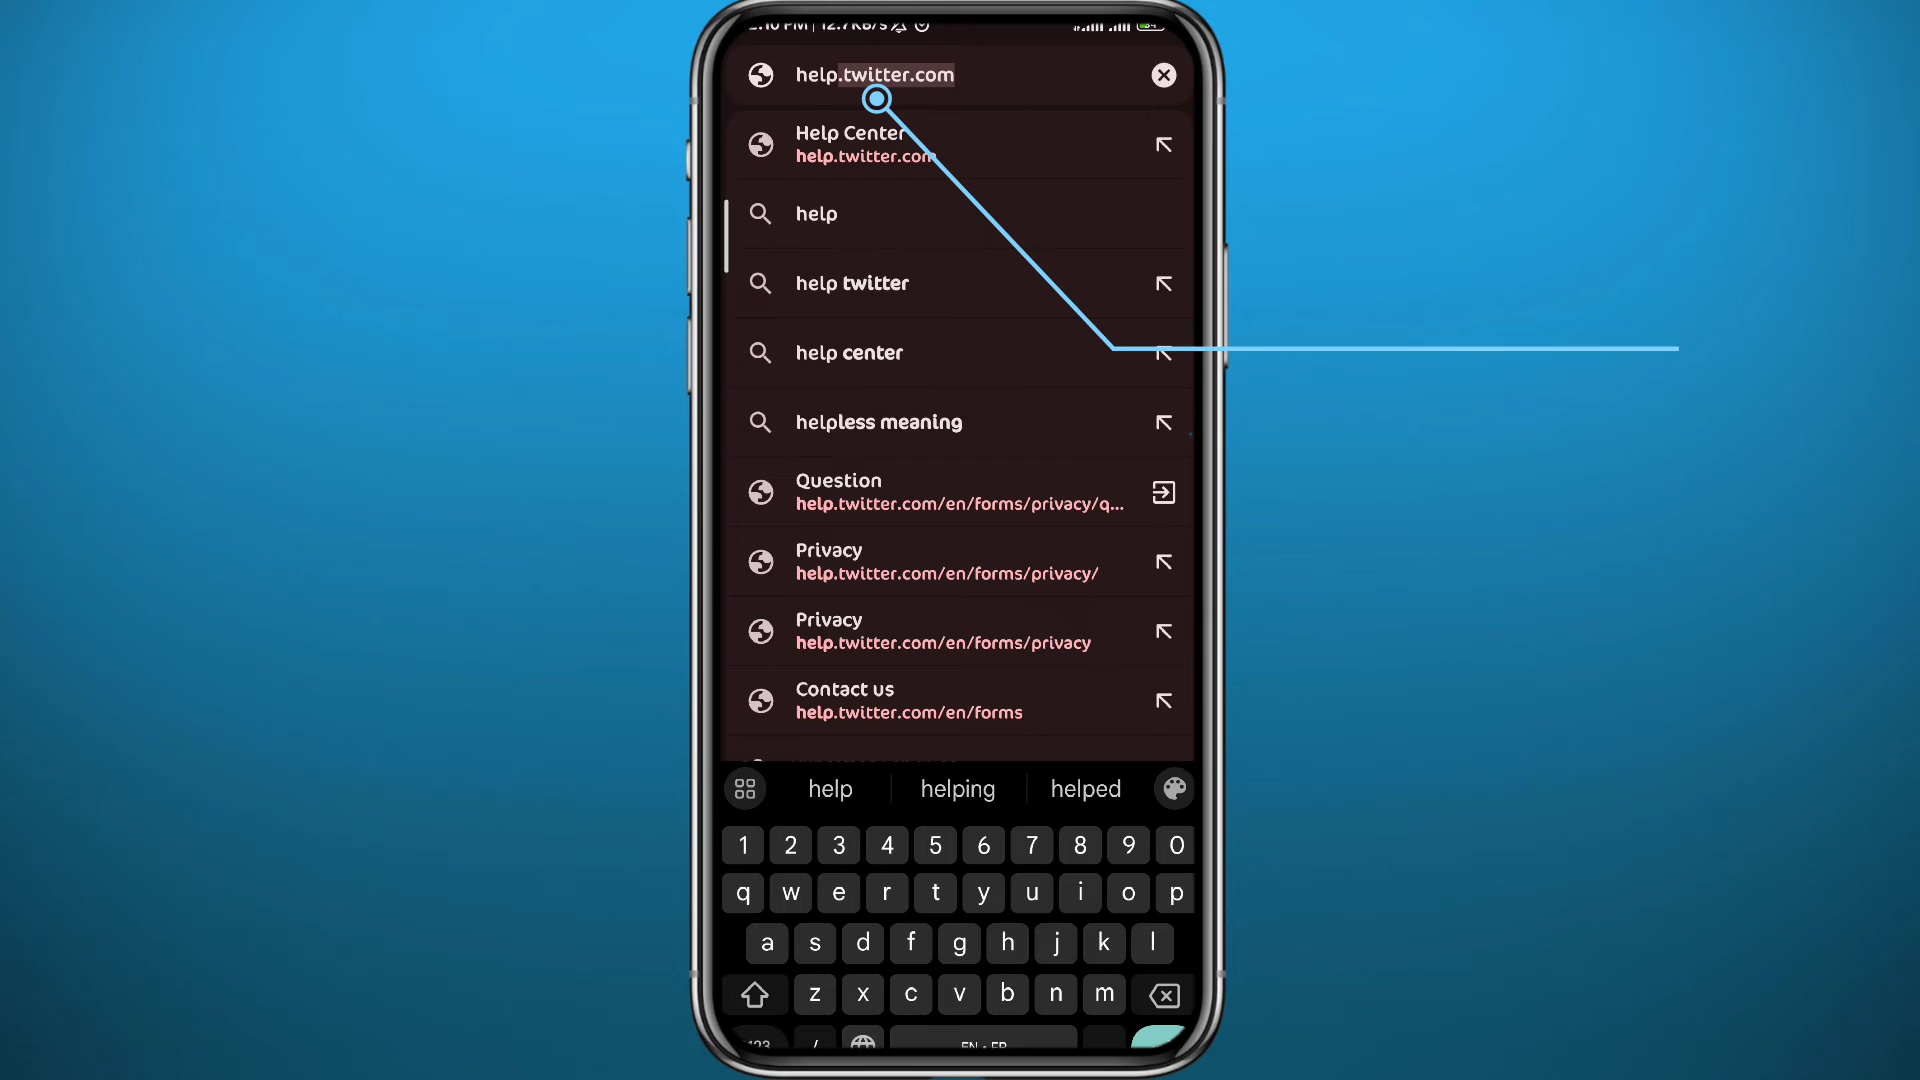 help.twitter.com
Help Center
help.twitter.com
help
help twitter
help center
helpless meaning
Question
help.twitter.com/en/forms/privacy/q...
Privacy
help.twitter.com/en/forms/privacy/
Privacy
help.twitter.com/en/forms/privacy
Contact us
help.twitter.com/en/forms
help helping helped
1 2 3 4 5 6 7 8 9 0
q w e r t y u i o p
a s d f g h j k l
z x c v b n m